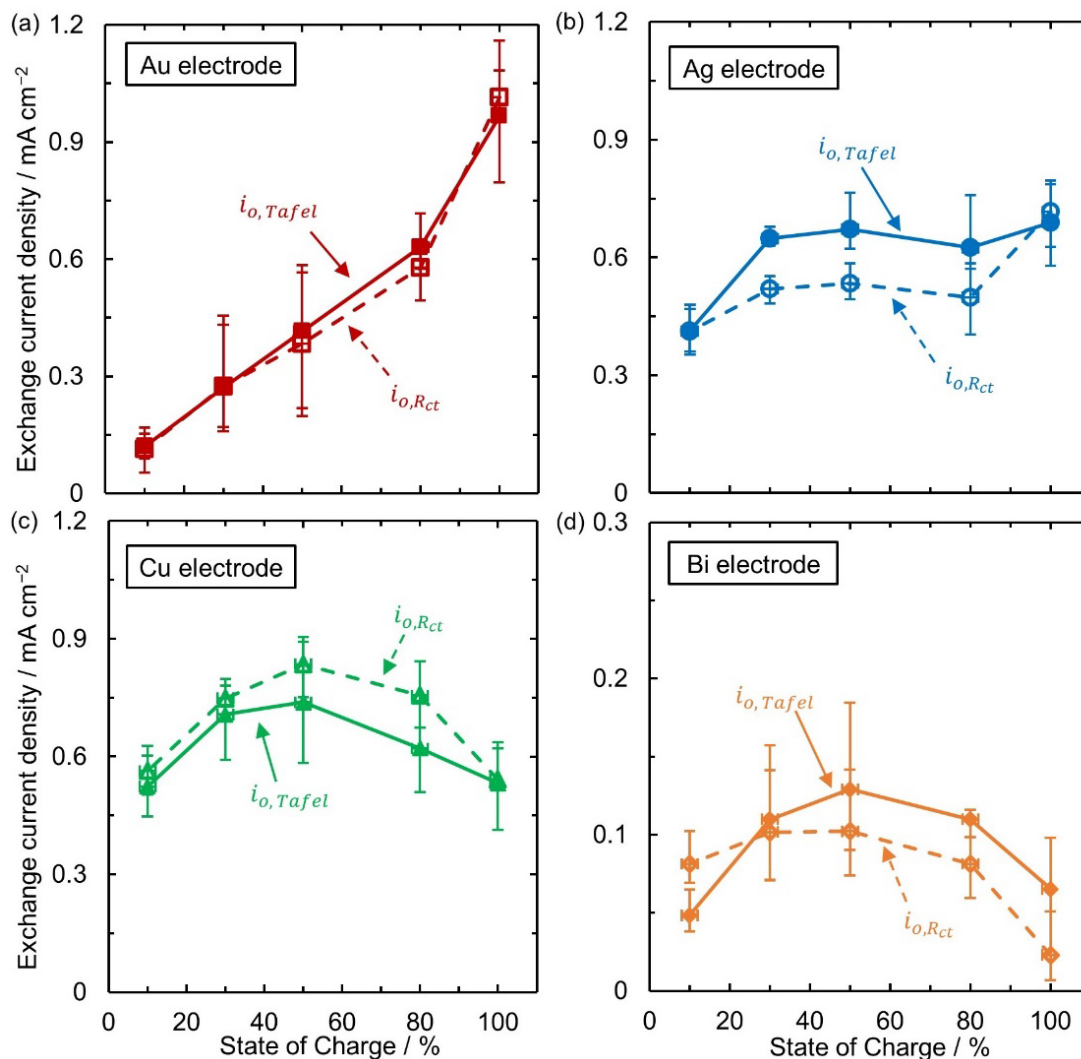 (a)
Au electrode
Exchange current density / mA cm⁻²
1.2
0.9
0.6
0.3
0
i_{o,Tafel}
i_{o,R_{ct}}
(b)
Ag electrode
1.2
0.9
0.6
0.3
0
i_{o,Tafel}
i_{o,R_{ct}}
(c)
Cu electrode
Exchange current density / mA cm⁻²
1.2
0.9
0.6
0.3
0
i_{o,R_{ct}}
i_{o,Tafel}
0 20 40 60 80 100
State of Charge / %
(d)
Bi electrode
0.3
0.2
0.1
0
i_{o,Tafel}
i_{o,R_{ct}}
0 20 40 60 80 100
State of Charge / %